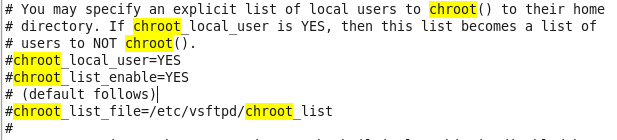 # You may specify an explicit list of local users to chroot() to their home
# directory. If chroot_local_user is YES, then this list becomes a list of
# users to NOT chroot().
#chroot_local_user=YES
#chroot_list_enable=YES
# (default follows)
#chroot_list_file=/etc/vsftpd/chroot_list
#